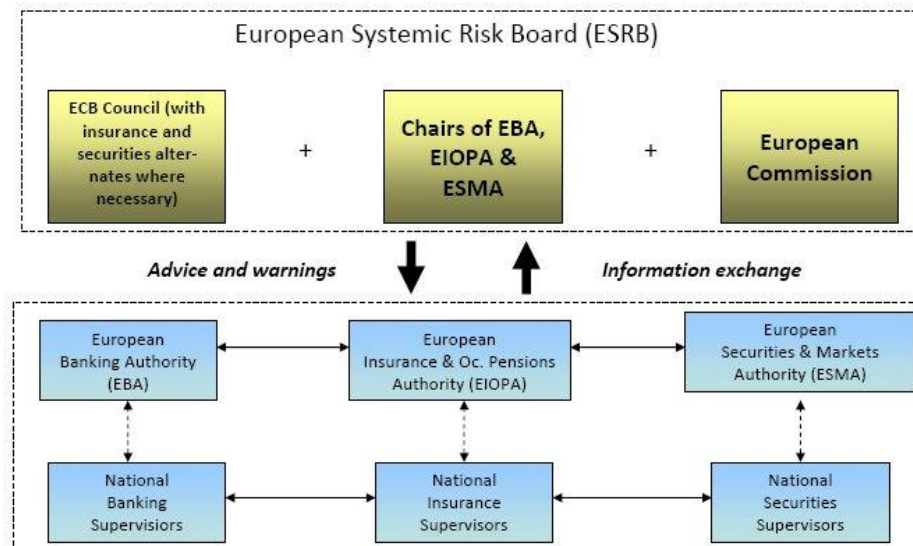 European Systemic Risk Board (ESRB)
ECB Council (with
insurance and
securities alter-
nates where
necessary)
+
Chairs of EBA,
EIOPA &
ESMA
+
European
Commission
Advice and warnings
Information exchange
European
Banking Authority
(EBA)
European
Insurance & Oc. Pensions
Authority (EIOPA)
European
Securities & Markets
Authority (ESMA)
National
Banking
Supervisiors
National
Insurance
Supervisors
National
Securities
Supervisors